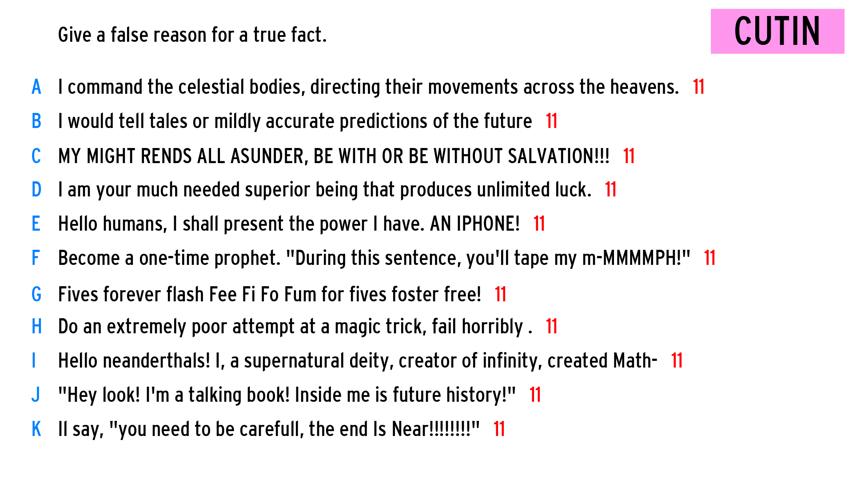 Give a false reason for a true fact.
CUTIN
A I command the celestial bodies, directing their movements across the heavens. 11
B I would tell tales or mildly accurate predictions of the future 11
C MY MIGHT RENDS ALL ASUNDER, BE WITH OR BE WITHOUT SALVATION!!! 11
D I am your much needed superior being that produces unlimited luck. 11
E Hello humans, I shall present the power I have. AN IPHONE! 11
F Become a one-time prophet. "During this sentence, you'll tape my m-MMMMPH!" 11
G Fives forever flash Fee Fi Fo Fum for fives foster free! 11
H Do an extremely poor attempt at a magic trick, fail horribly . 11
I Hello neanderthals! I, a supernatural deity, creator of infinity, created Math- 11
J "Hey look! I'm a talking book! Inside me is future history!" 11
K Il say, "you need to be carefull, the end Is Near!!!!!!!!" 11